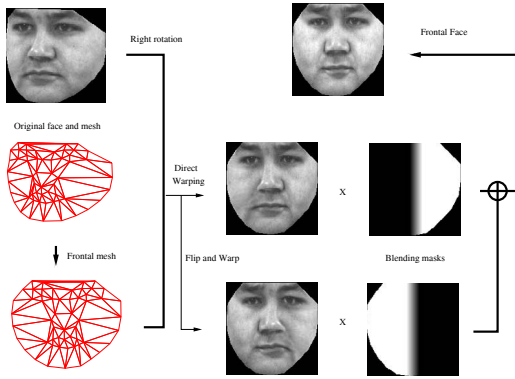 Right rotation
Frontal Face
Original face and mesh
Direct
Warping
X
Frontal mesh
Flip and Warp
Blending masks
X